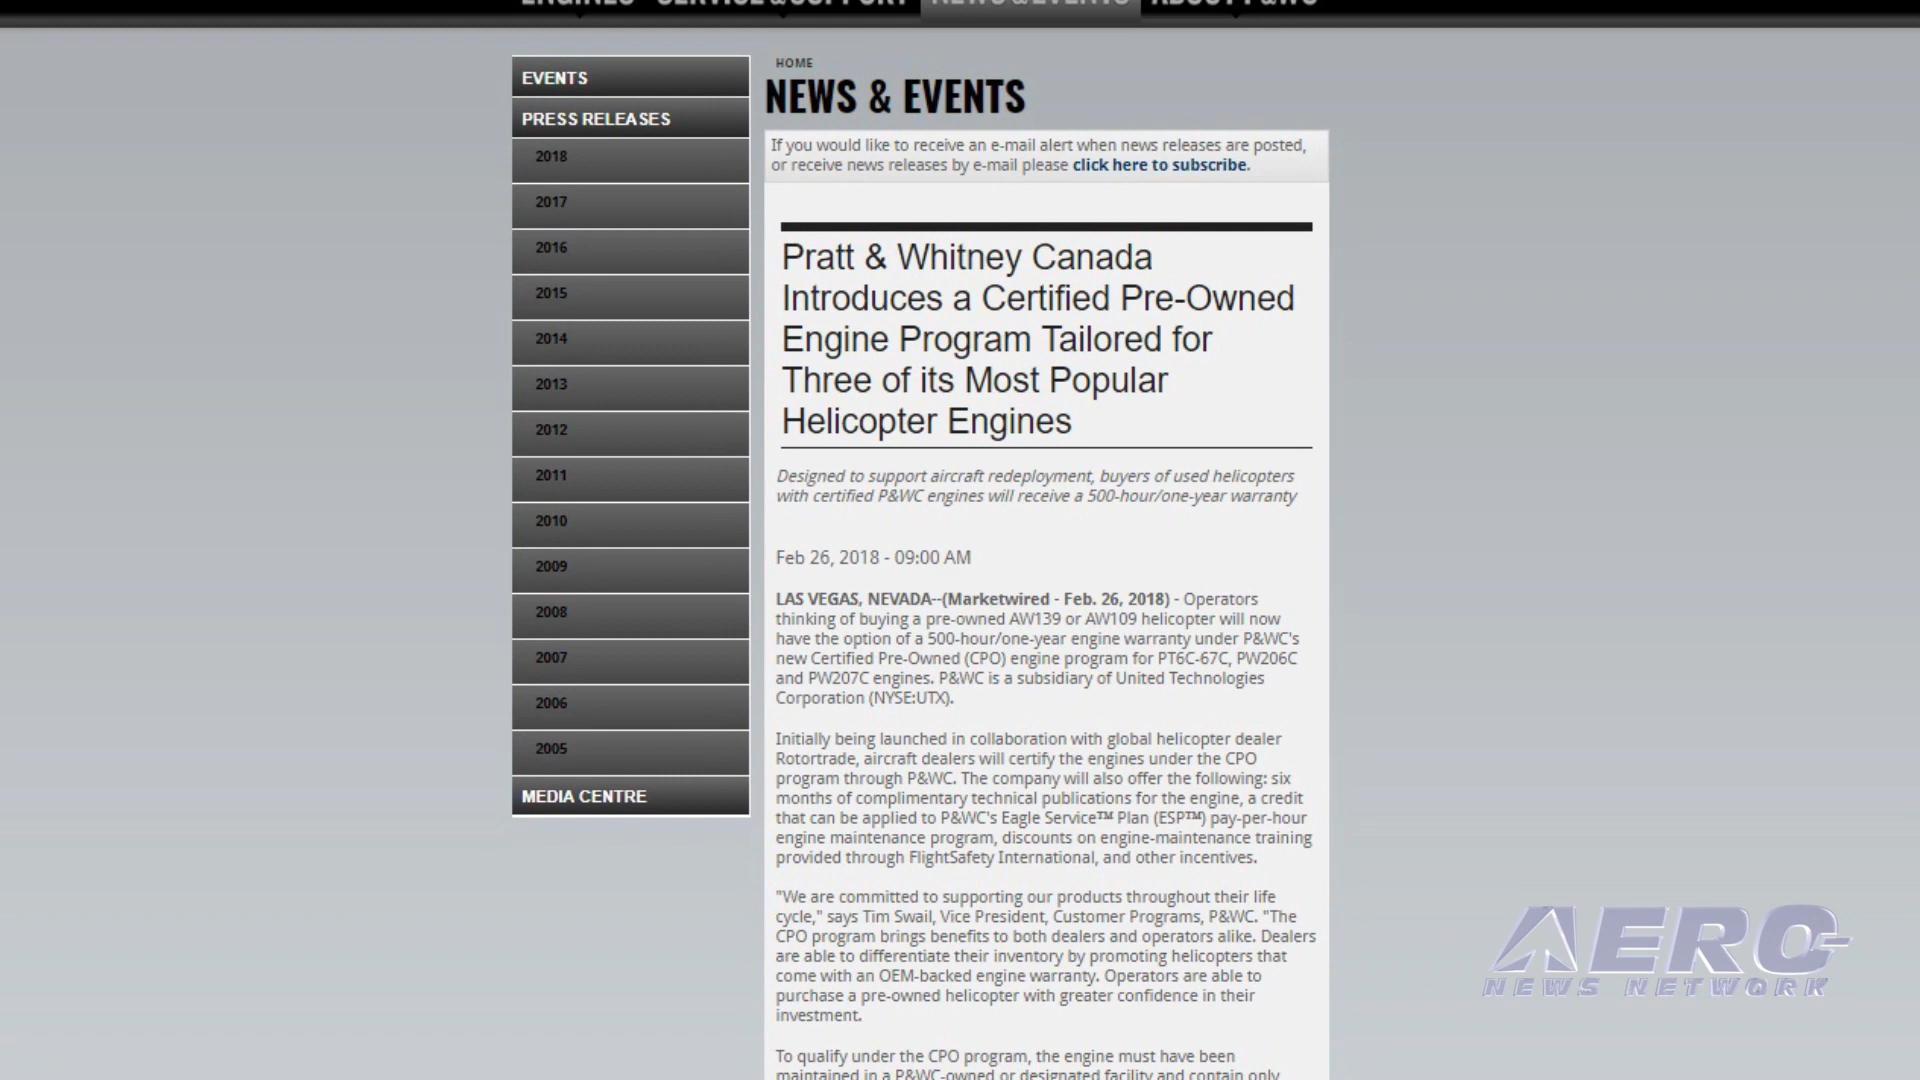 ENGINES SERVICE & SUPPORT NEWS & EVENTS ABOUT P&WC
EVENTS
PRESS RELEASES
2018
2017
2016
2015
2014
2013
2012
2011
2010
2009
2008
2007
2006
2005
MEDIA CENTRE
HOME
NEWS & EVENTS
If you would like to receive an e-mail alert when news releases are posted,
or receive news releases by e-mail please click here to subscribe.
Pratt & Whitney Canada
Introduces a Certified Pre-Owned
Engine Program Tailored for
Three of its Most Popular
Helicopter Engines
Designed to support aircraft redeployment, buyers of used helicopters
with certified P&WC engines will receive a 500-hour/one-year warranty
Feb 26, 2018 - 09:00 AM
LAS VEGAS, NEVADA--(Marketwired - Feb. 26, 2018) - Operators
thinking of buying a pre-owned AW139 or AW109 helicopter will now
have the option of a 500-hour/one-year engine warranty under P&WC's
new Certified Pre-Owned (CPO) engine program for PT6C-67C, PW206C
and PW207C engines. P&WC is a subsidiary of United Technologies
Corporation (NYSE:UTX).
Initially being launched in collaboration with global helicopter dealer
Rotortrade, aircraft dealers will certify the engines under the CPO
program through P&WC. The company will also offer the following: six
months of complimentary technical publications for the engine, a credit
that can be applied to P&WC's Eagle Service™ Plan (ESP™) pay-per-hour
engine maintenance program, discounts on engine-maintenance training
provided through FlightSafety International, and other incentives.
"We are committed to supporting our products throughout their life
cycle," says Tim Swail, Vice President, Customer Programs, P&WC. "The
CPO program brings benefits to both dealers and operators alike. Dealers
are able to differentiate their inventory by promoting helicopters that
come with an OEM-backed engine warranty. Operators are able to
purchase a pre-owned helicopter with greater confidence in their
investment.
To qualify under the CPO program, the engine must have been
maintained in a P&WC-owned or designated facility and contain only
AERO-
NEWS NETWORK